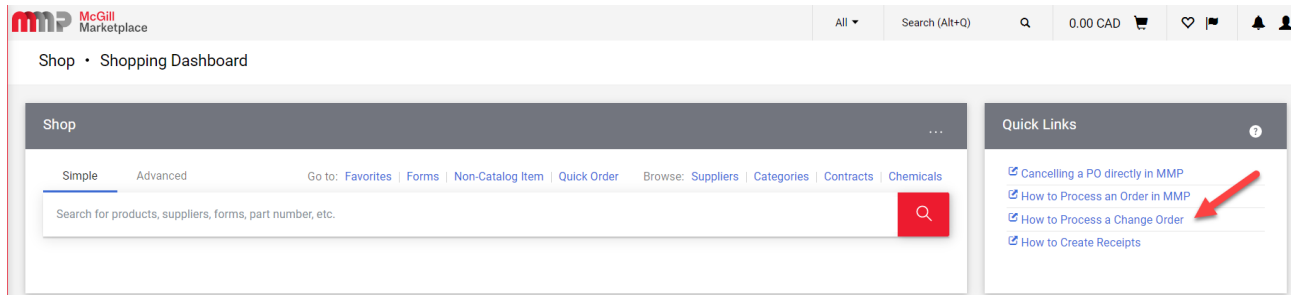 McGill
Marketplace
All
Search (Alt+Q)
0.00 CAD
Shop • Shopping Dashboard
Shop
...
Quick Links
?
Simple
Advanced
Go to: Favorites | Forms | Non-Catalog Item | Quick Order
Browse: Suppliers | Categories | Contracts | Chemicals
Search for products, suppliers, forms, part number, etc.
Cancelling a PO directly in MMP
How to Process an Order in MMP
How to Process a Change Order
How to Create Receipts